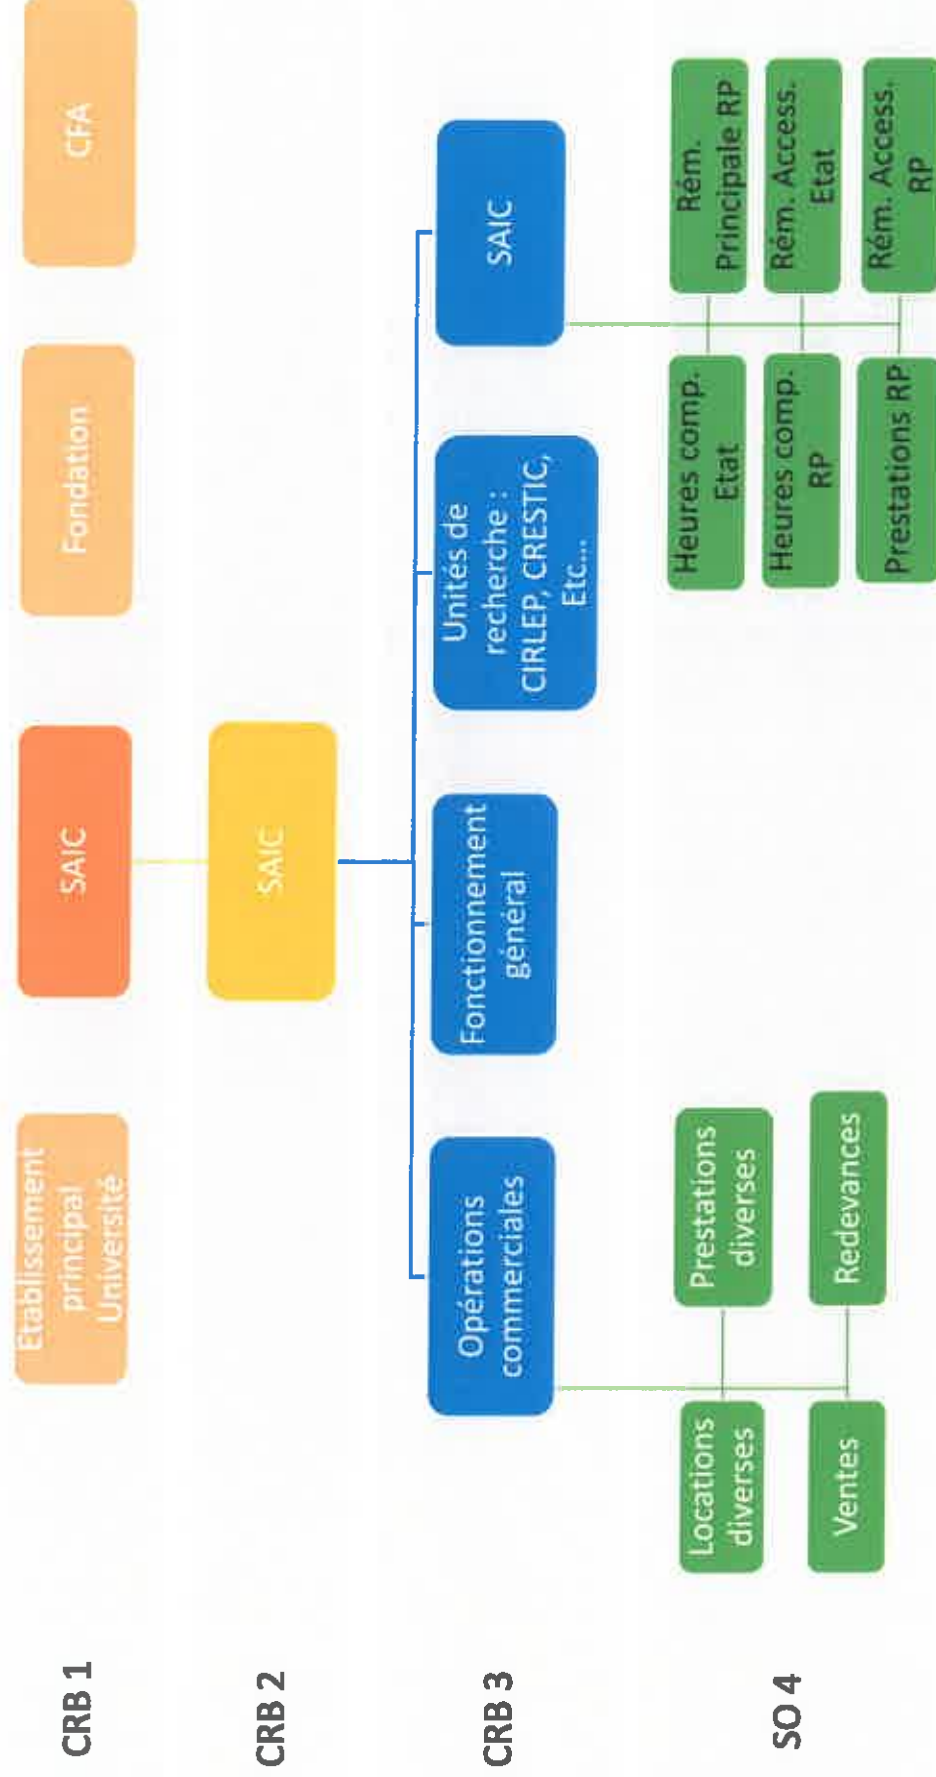 CRB 1
Etablissement
principal
Université
SAIC
Fondation
CFA
CRB 2
SAIC
CRB 3
Opérations
commerciales
Fonctionnement
général
Unités de
recherche :
CIRLEP, CRESTIC,
Etc...
SAIC
SO 4
Locations
diverses
Prestations
diverses
Ventes
Redevances
Heures comp.
Etat
Rém.
Principale RP
Heures comp.
RP
Rém. Access.
Etat
Prestations RP
Rém. Access.
RP